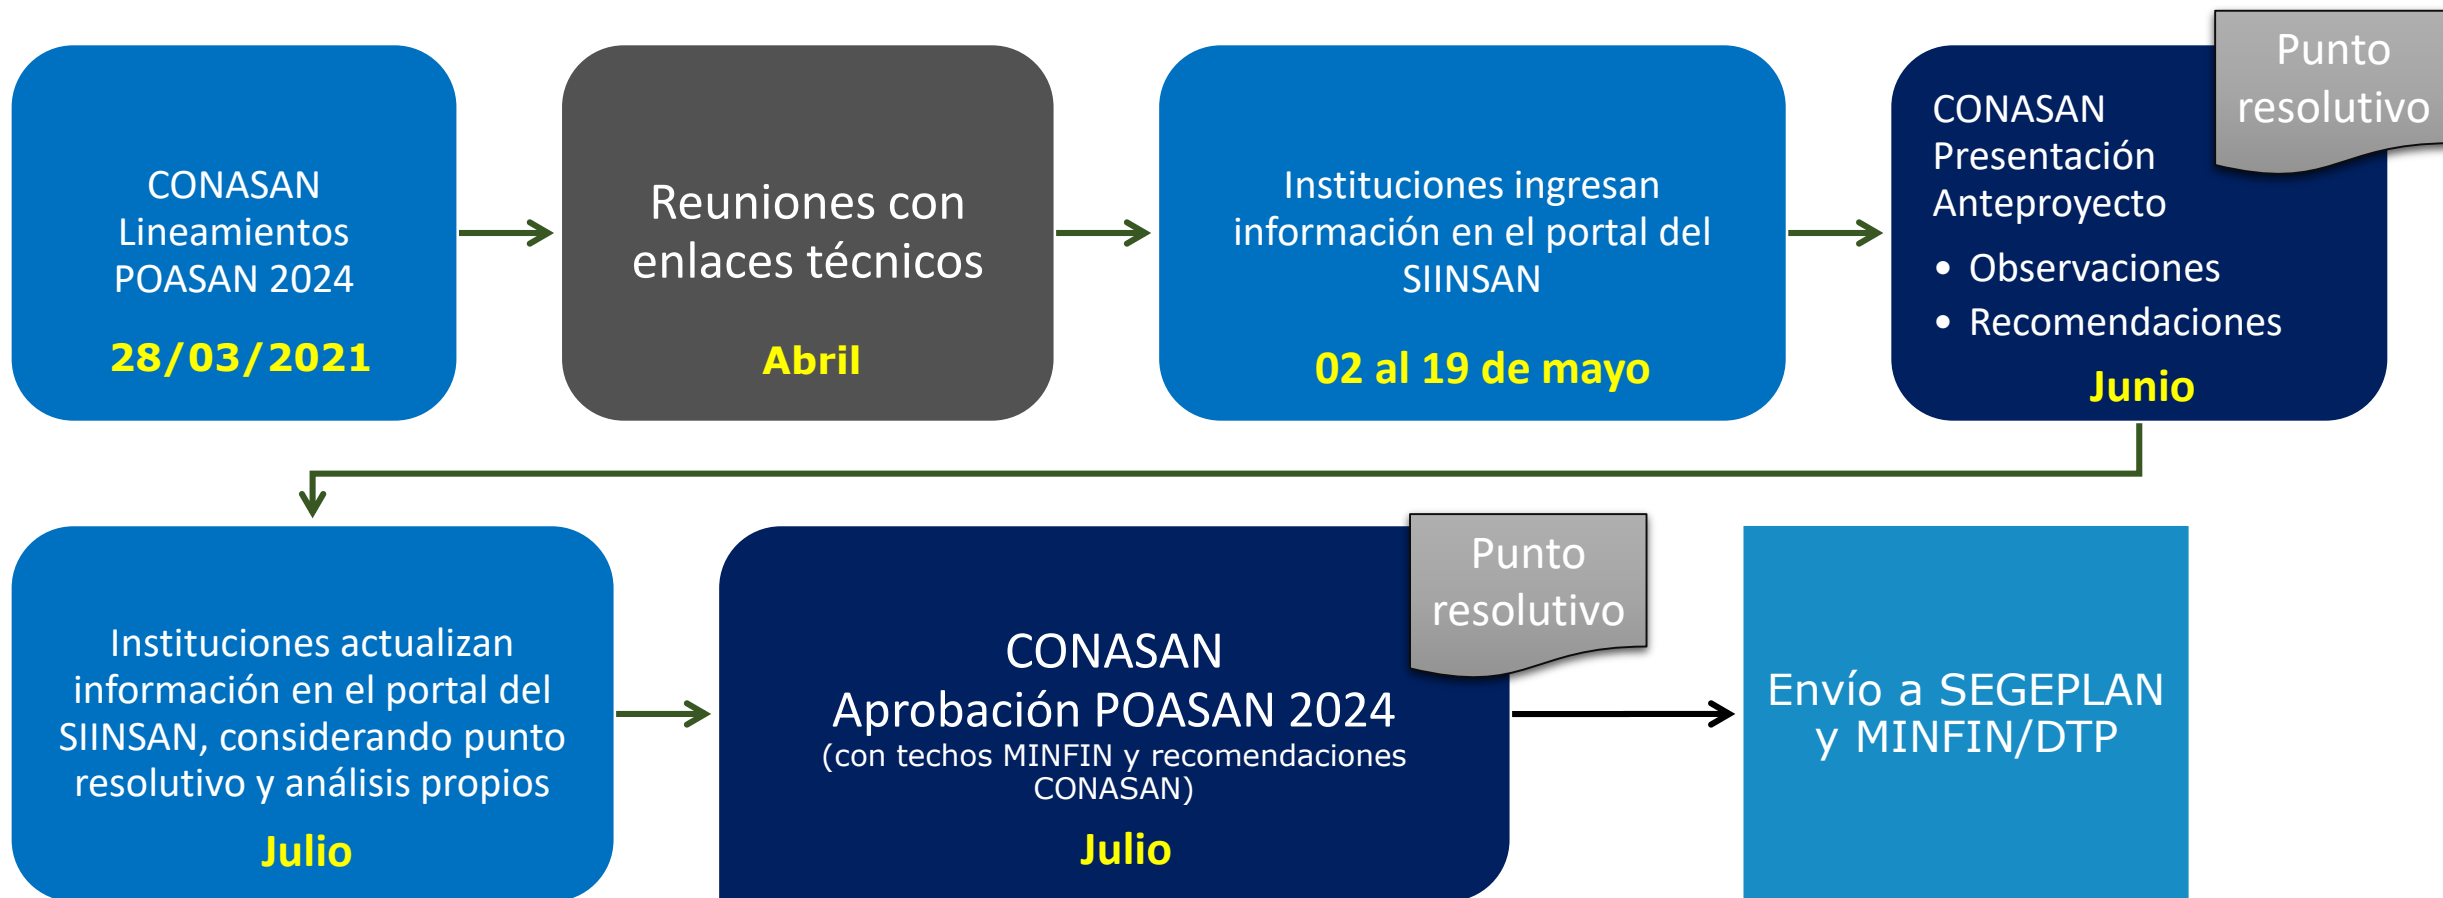 CONASAN
Lineamientos
POASAN 2024
28/03/2021
Reuniones con
enlaces técnicos
Abril
Instituciones ingresan
información en el portal del
SIINSAN
02 al 19 de mayo
CONASAN
Presentación
Anteproyecto
• Observaciones
• Recomendaciones
Junio
Punto
resolutivo
Instituciones actualizan
información en el portal del
SIINSAN, considerando punto
resolutivo y análisis propios
Julio
CONASAN
Aprobación POASAN 2024
(con techos MINFIN y recomendaciones
CONASAN)
Julio
Punto
resolutivo
Envío a SEGEPLAN
y MINFIN/DTP